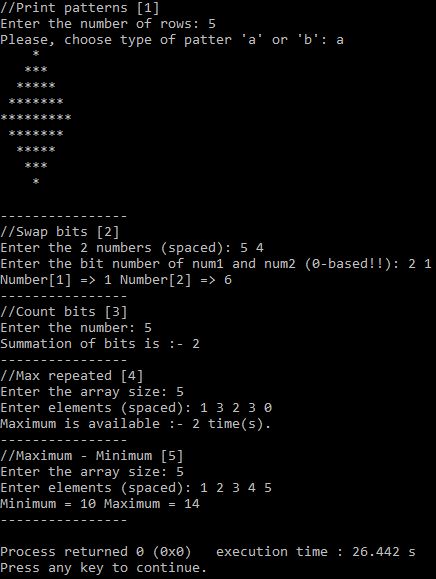 //Print patterns [1]
Enter the number of rows: 5
Please, choose type of patter 'a' or 'b': a
    *
   ***
  *****
 *******
*********
 *******
  *****
   ***
    *

----------------
//Swap bits [2]
Enter the 2 numbers (spaced): 5 4
Enter the bit number of num1 and num2 (0-based!!): 2 1
Number[1] => 1 Number[2] => 6
----------------
//Count bits [3]
Enter the number: 5
Summation of bits is :- 2
----------------
//Max repeated [4]
Enter the array size: 5
Enter elements (spaced): 1 3 2 3 0
Maximum is available :- 2 time(s).
----------------
//Maximum - Minimum [5]
Enter the array size: 5
Enter elements (spaced): 1 2 3 4 5
Minimum = 10 Maximum = 14
----------------

Process returned 0 (0x0)   execution time : 26.442 s
Press any key to continue.